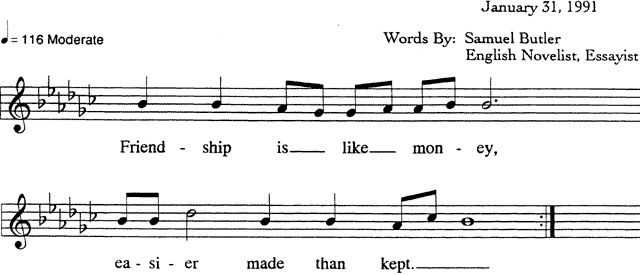 January 31, 1991
♩ = 116 Moderate
Words By: Samuel Butler
English Novelist, Essayist
Friend - ship is___ like___ mon - ey,
ea - si - er made than kept.______